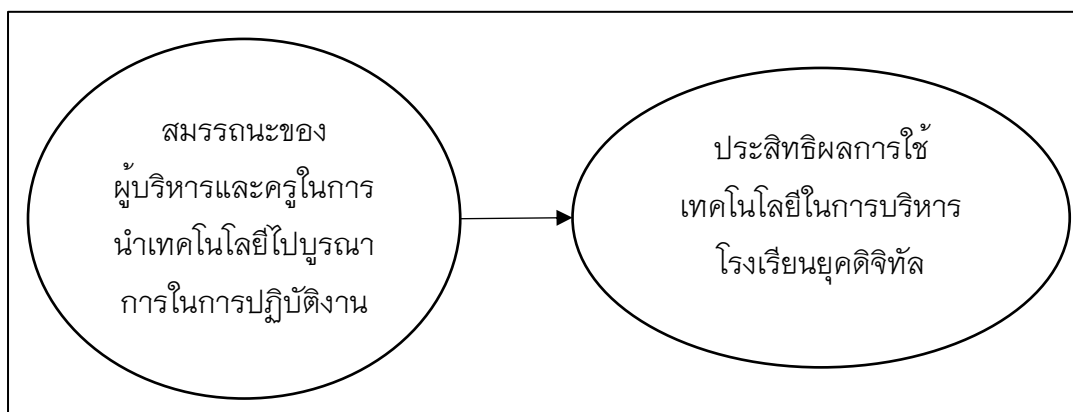 สมรรถนะของ
ผู้บริหารและครูในการ
นำเทคโนโลยีไปบูรณา
การในการปฏิบัติงาน
ประสิทธิผลการใช้
เทคโนโลยีในการบริหาร
โรงเรียนยุคดิจิทัล